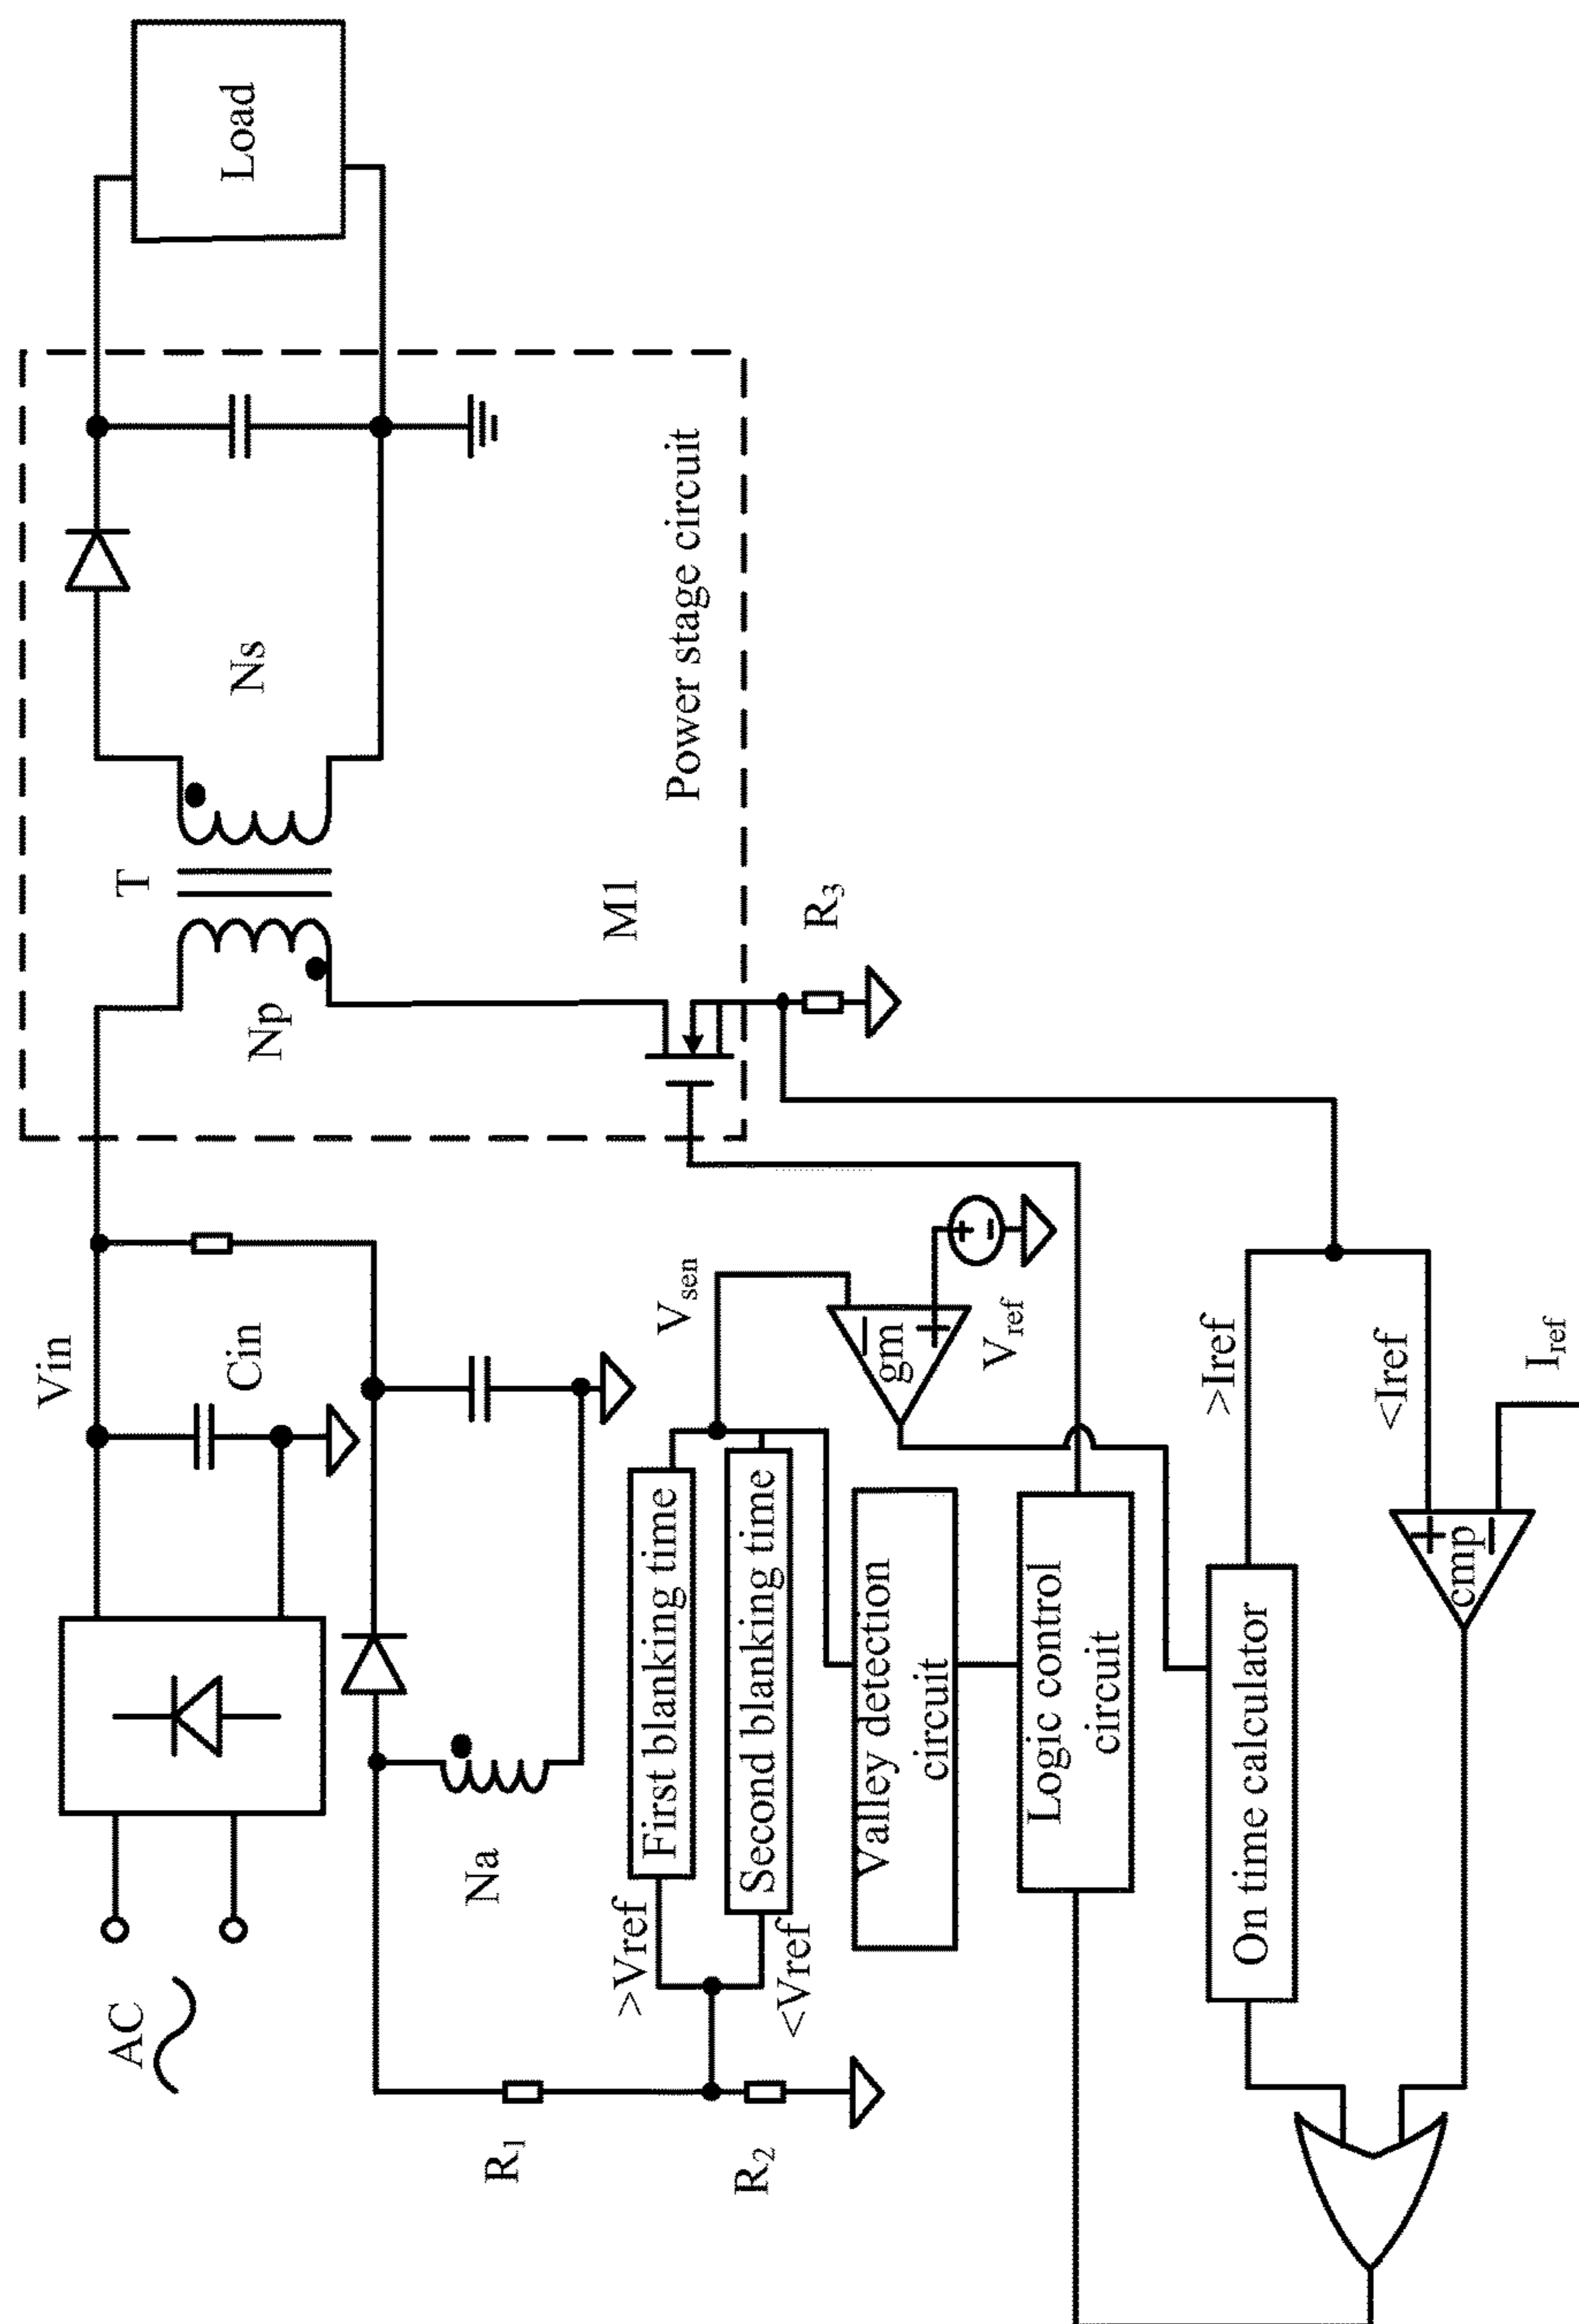 AC
Vin
Cin
Np
T
Ns
Load
Na
M1
Power stage circuit
R1
R2
R3
>Vref
<Vref
First blanking time
Second blanking time
Vsen
gm
Vref
Valley detection
circuit
Logic control
circuit
On time calculator
>Iref
<Iref
cmp
Iref